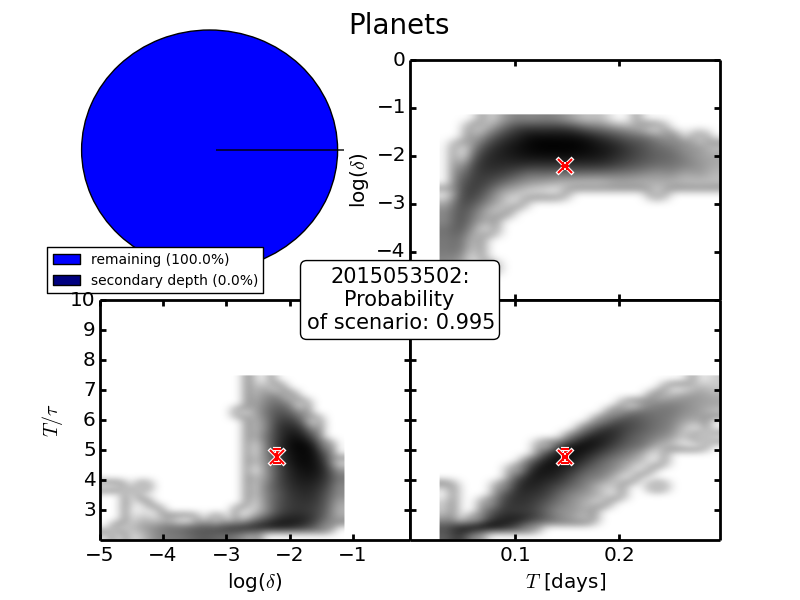 Planets
remaining (100.0%)
secondary depth (0.0%)
0
−1
−2
−3
−4
log(δ)
2015053502:
Probability
of scenario: 0.995
10
9
8
7
6
5
4
3
T/τ
−5 −4 −3 −2 −1
log(δ)
0.1 0.2
T [days]